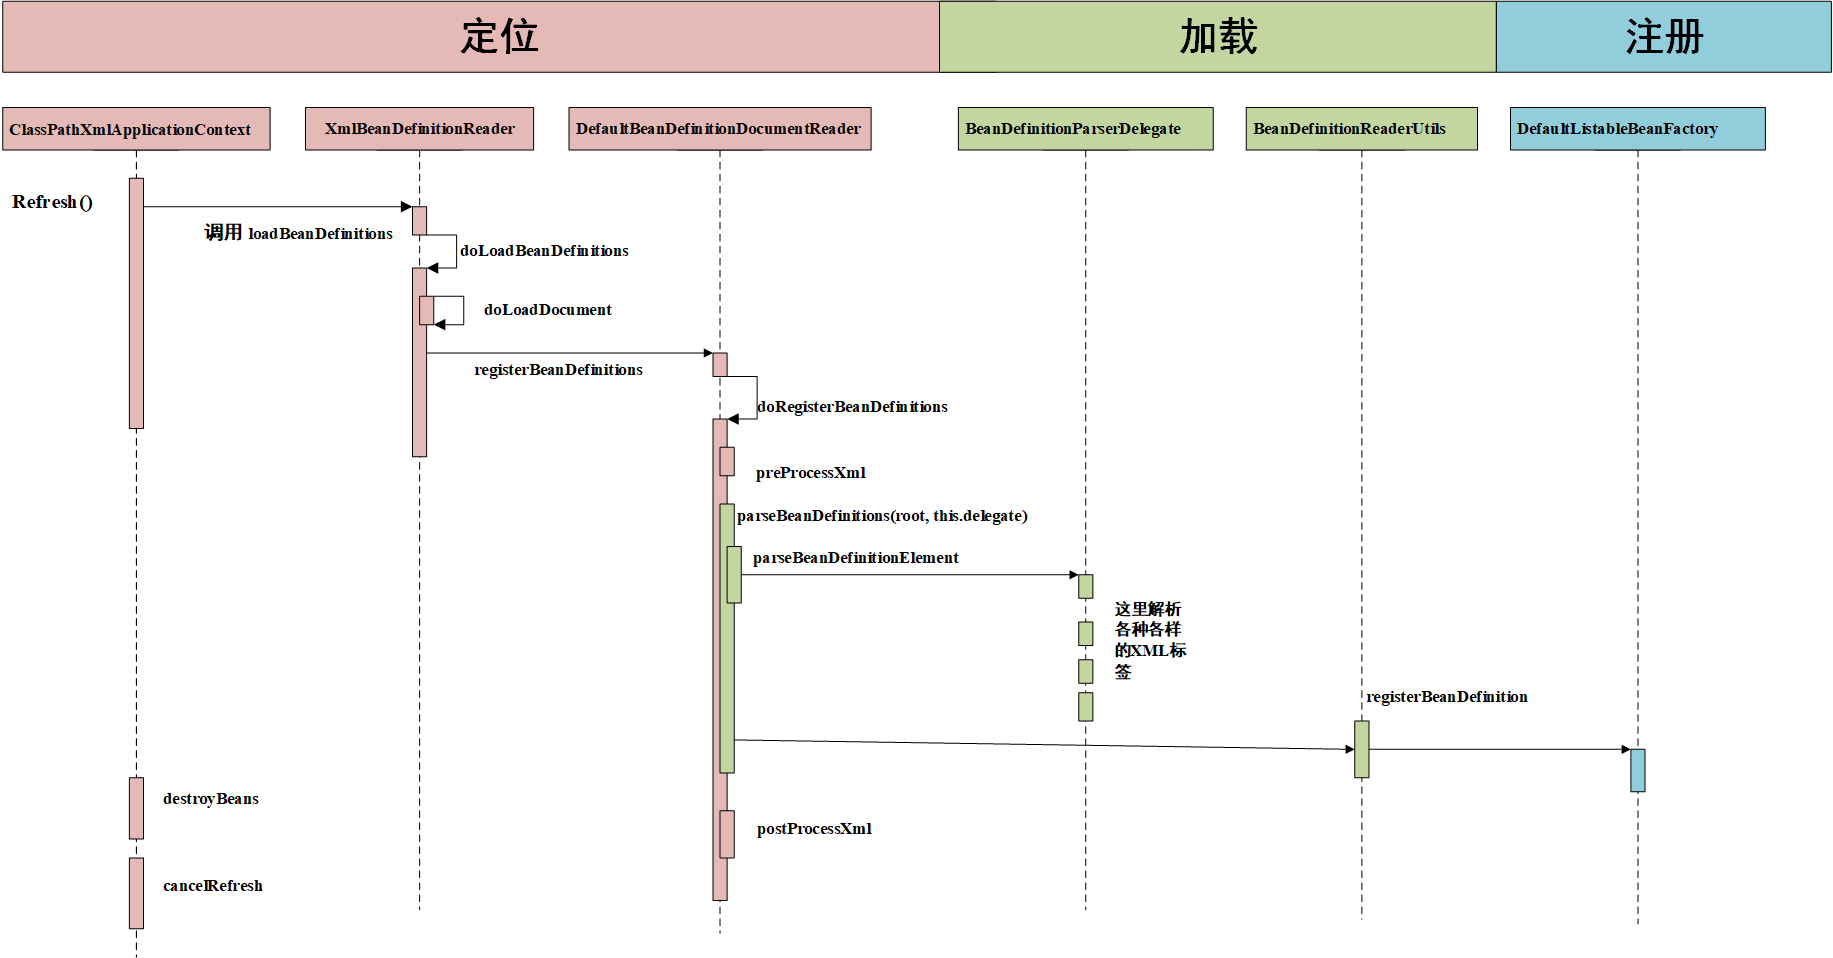 定位
加载
注册
ClassPathXmlApplicationContext
XmlBeanDefinitionReader
DefaultBeanDefinitionDocumentReader
BeanDefinitionParserDelegate
BeanDefinitionReaderUtils
DefaultListableBeanFactory
Refresh()
调用 loadBeanDefinitions
doLoadBeanDefinitions
doLoadDocument
registerBeanDefinitions
doRegisterBeanDefinitions
preProcessXml
parseBeanDefinitions(root, this.delegate)
parseBeanDefinitionElement
这里解析
各种各样
的XML标
签
registerBeanDefinition
destroyBeans
postProcessXml
cancelRefresh